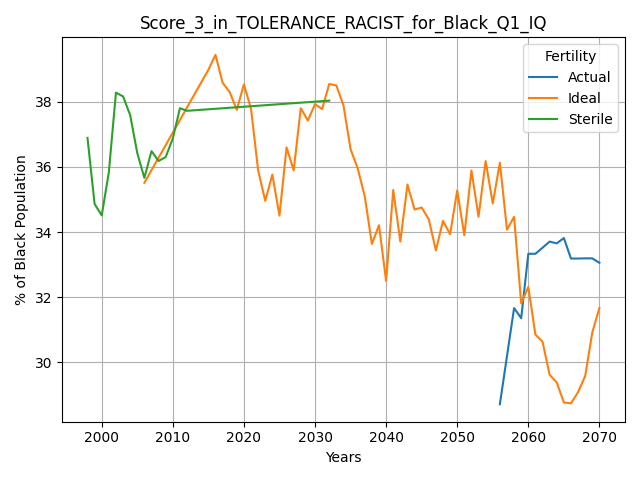 Score_3_in_TOLERANCE_RACIST_for_Black_Q1_IQ
Fertility
Actual
Ideal
Sterile
% of Black Population
38
36
34
32
30
2000 2010 2020 2030 2040 2050 2060 2070
Years